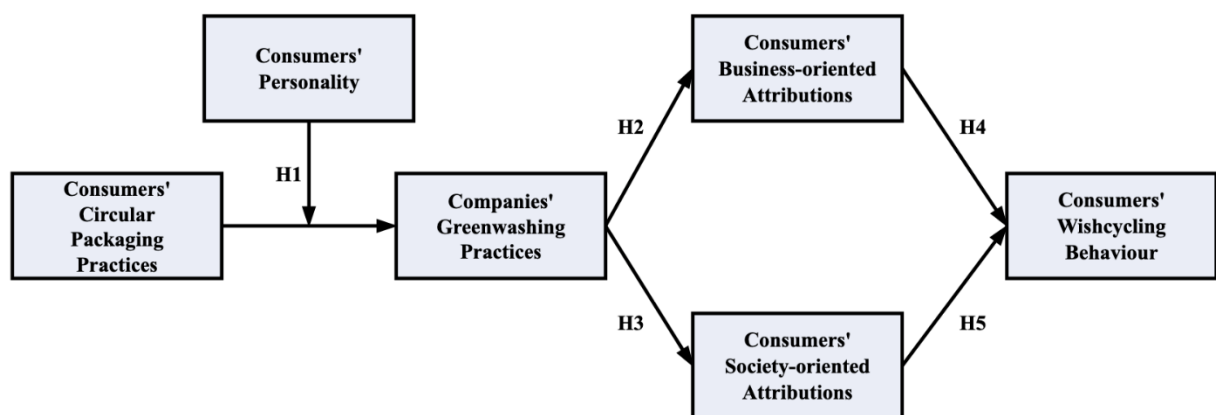 Consumers'
Personality
H1
Consumers'
Circular
Packaging
Practices
Companies'
Greenwashing
Practices
H2
H3
Consumers'
Business-oriented
Attributions
Consumers'
Society-oriented
Attributions
H4
H5
Consumers'
Wishcycling
Behaviour